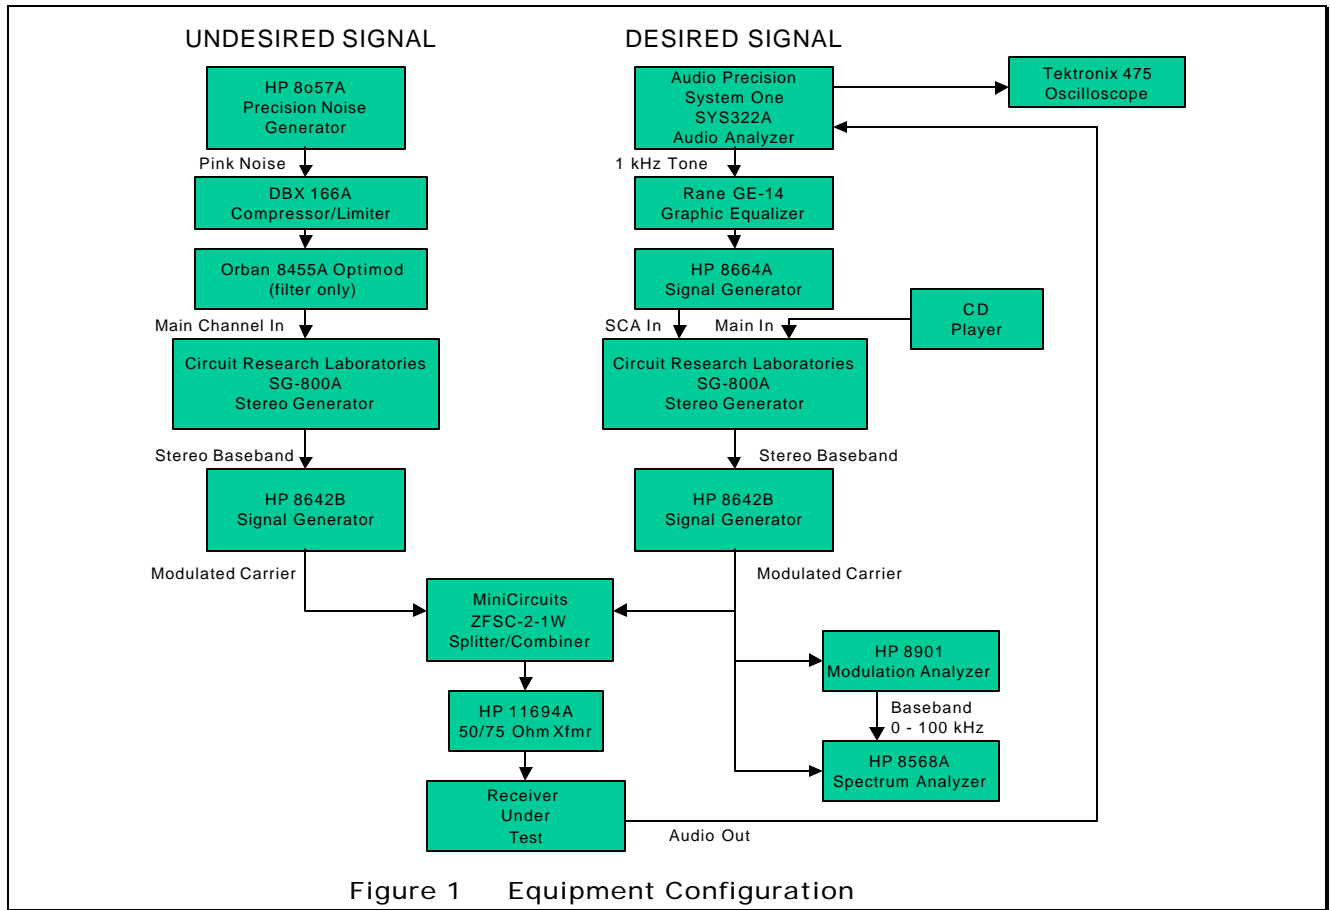 UNDESIRED SIGNAL
DESIRED SIGNAL
HP 8o57A
Precision Noise
Generator
Audio Precision
System One
SYS322A
Audio Analyzer
Tektronix 475
Oscilloscope
Pink Noise
1 kHz Tone
DBX 166A
Compressor/Limiter
Rane GE-14
Graphic Equalizer
Orban 8455A Optimod
(filter only)
HP 8664A
Signal Generator
CD
Player
Main Channel In
SCA In
Main In
Circuit Research Laboratories
SG-800A
Stereo Generator
Circuit Research Laboratories
SG-800A
Stereo Generator
Stereo Baseband
Stereo Baseband
HP 8642B
Signal Generator
HP 8642B
Signal Generator
Modulated Carrier
Modulated Carrier
MiniCircuits
ZFSC-2-1W
Splitter/Combiner
HP 8901
Modulation Analyzer
HP 11694A
50/75 Ohm Xfmr
Baseband
0 - 100 kHz
HP 8568A
Spectrum Analyzer
Receiver
Under
Test
Audio Out
Figure 1 Equipment Configuration